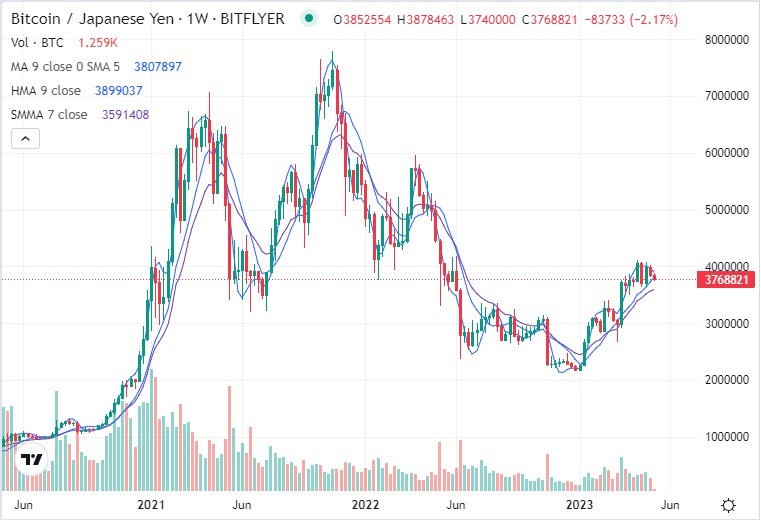 Bitcoin / Japanese Yen · 1W · BITFLYER O3852554 H3878463 L3740000 C3768821 −83733 (−2.17%)
Vol · BTC 1.259K
MA 9 close 0 SMA 5 3807897
HMA 9 close 3899037
SMMA 7 close 3591408
8000000
7000000
6000000
5000000
4000000
3768821
3000000
2000000
1000000
Jun 2021 Jun 2022 Jun 2023 Jun